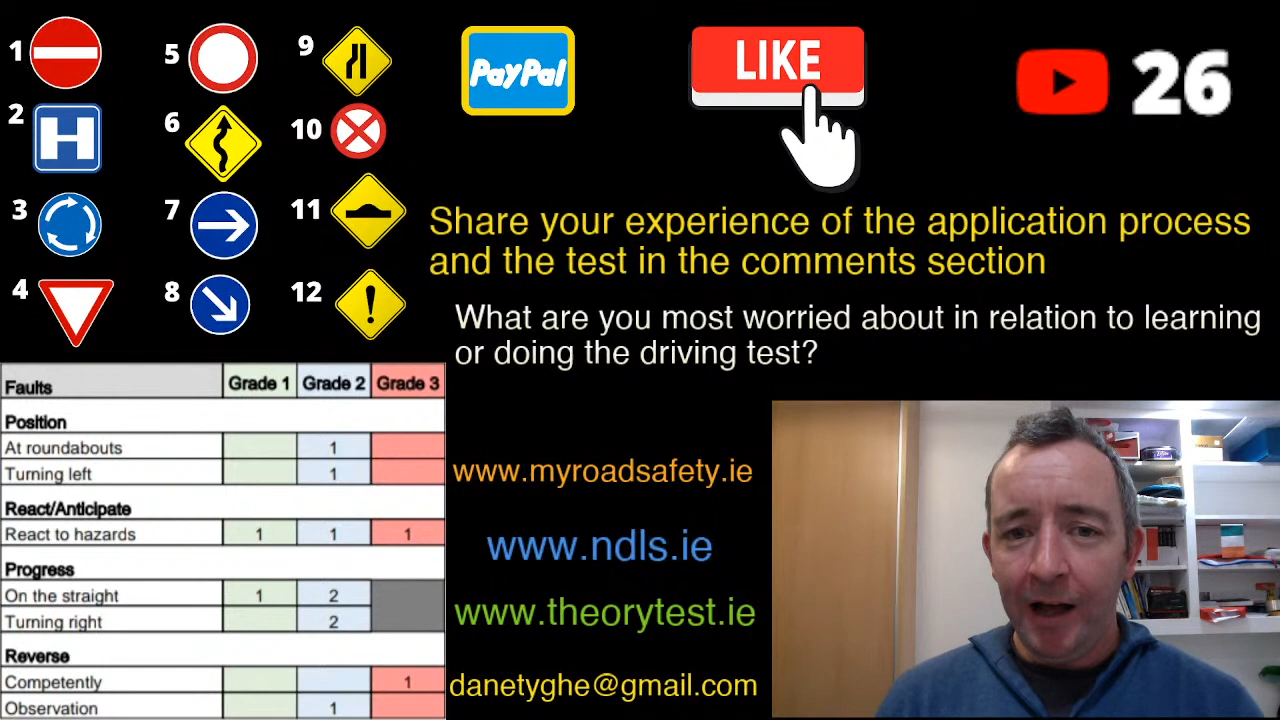 1
5
9
2
6
10
3
7
11
4
8
12
H
!
PayPal
LIKE
26
Share your experience of the application process
and the test in the comments section
What are you most worried about in relation to learning
or doing the driving test?
Faults Grade 1 Grade 2 Grade 3
Position
At roundabouts 1
Turning left 1
React/Anticipate
React to hazards 1 1 1
Progress
On the straight 1 2
Turning right 2
Reverse
Competently 1
Observation 1
www.myroadsafety.ie
www.ndls.ie
www.theorytest.ie
danetyghe@gmail.com